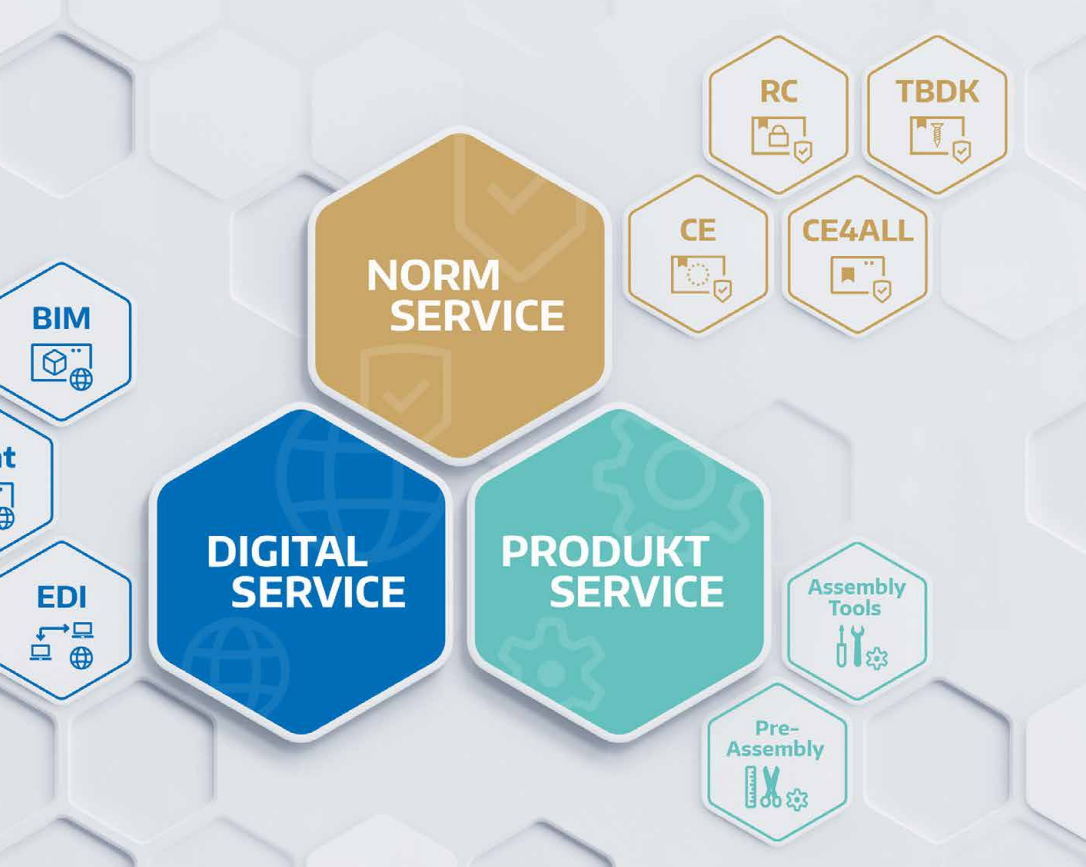 RC
TBDK
CE
CE4ALL
NORM
SERVICE
BIM
DIGITAL
SERVICE
PRODUKT
SERVICE
EDI
Assembly
Tools
Pre-
Assembly